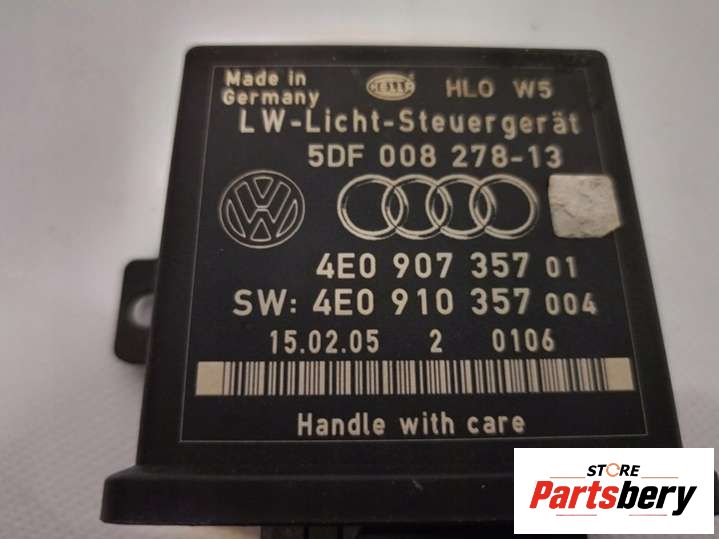 Made in
Germany
HELLA
HLO W5
LW-Licht-Steuergerät
5DF 008 278-13
4E0 907 357 01
SW: 4E0 910 357 004
15.02.05 2 0106
Handle with care
STORE
Partsbery